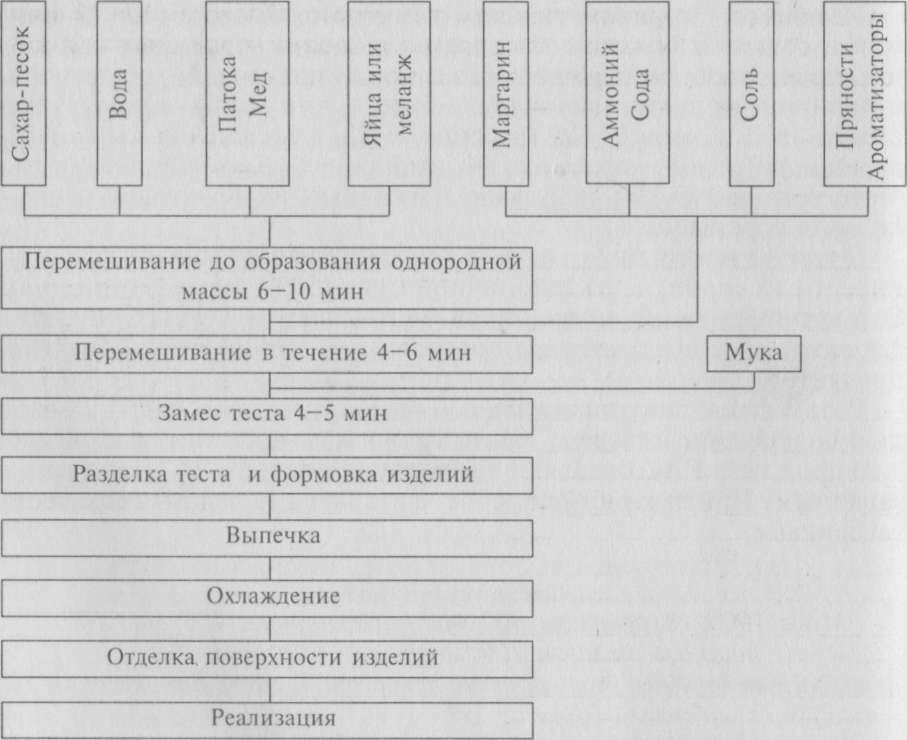 Сахар-песок
Вода
Патока
Мед
Яйца или
меланж
Маргарин
Аммоний
Сода
Соль
Пряности
Ароматизаторы
Перемешивание до образования однородной
массы 6—10 мин
Перемешивание в течение 4—6 мин
Мука
Замес теста 4—5 мин
Разделка теста и формовка изделий
Выпечка
Охлаждение
Отделка поверхности изделий
Реализация